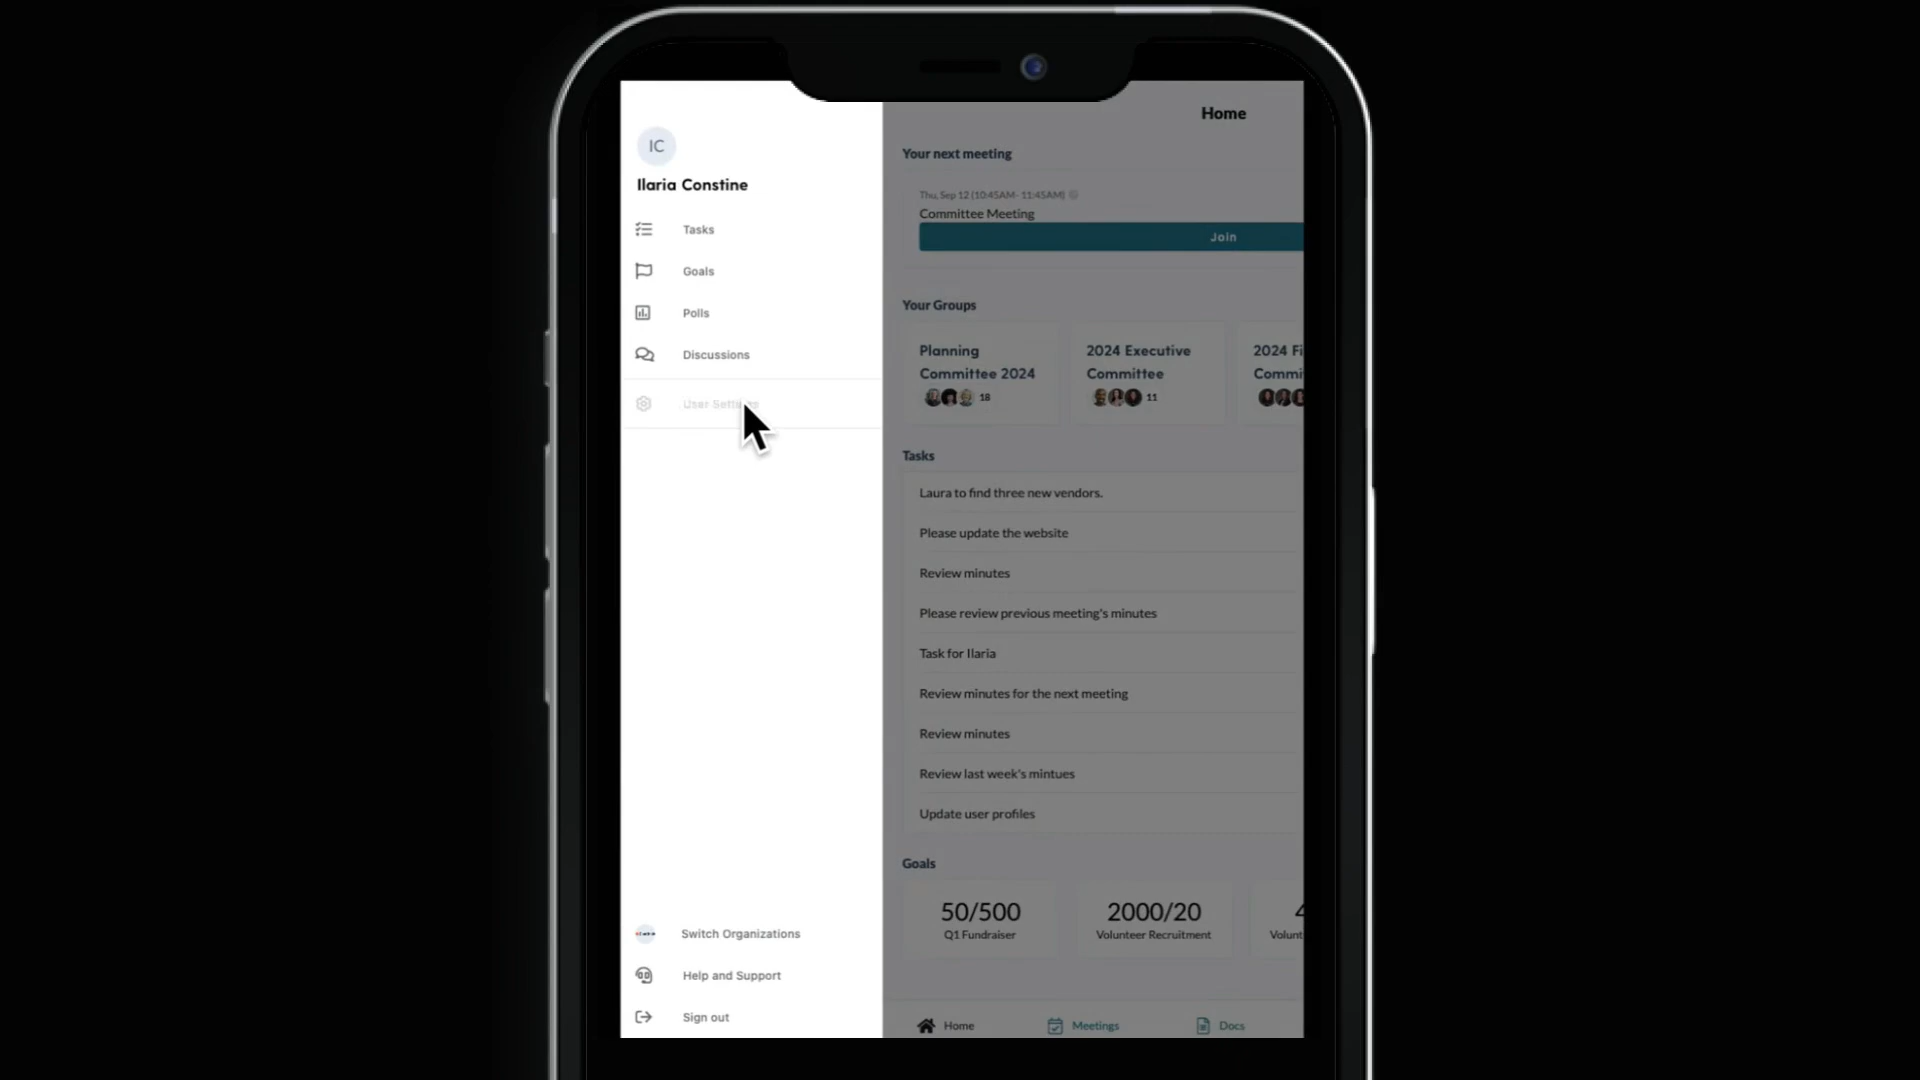 IC
Ilaria Constine
Tasks
Goals
Polls
Discussions
User Settings
Switch Organizations
Help and Support
Sign out
Home
Your next meeting
Thu, Sep 12 (10:45AM- 11:45AM)
Committee Meeting
Join
Your Groups
Planning
Committee 2024
18
2024 Executive
Committee
11
2024 Fi
Commi
Tasks
Laura to find three new vendors.
Please update the website
Review minutes
Please review previous meeting's minutes
Task for Ilaria
Review minutes for the next meeting
Review minutes
Review last week's mintues
Update user profiles
Goals
50/500
Q1 Fundraiser
2000/20
Volunteer Recruitment
4
Volunt
Home
Meetings
Docs